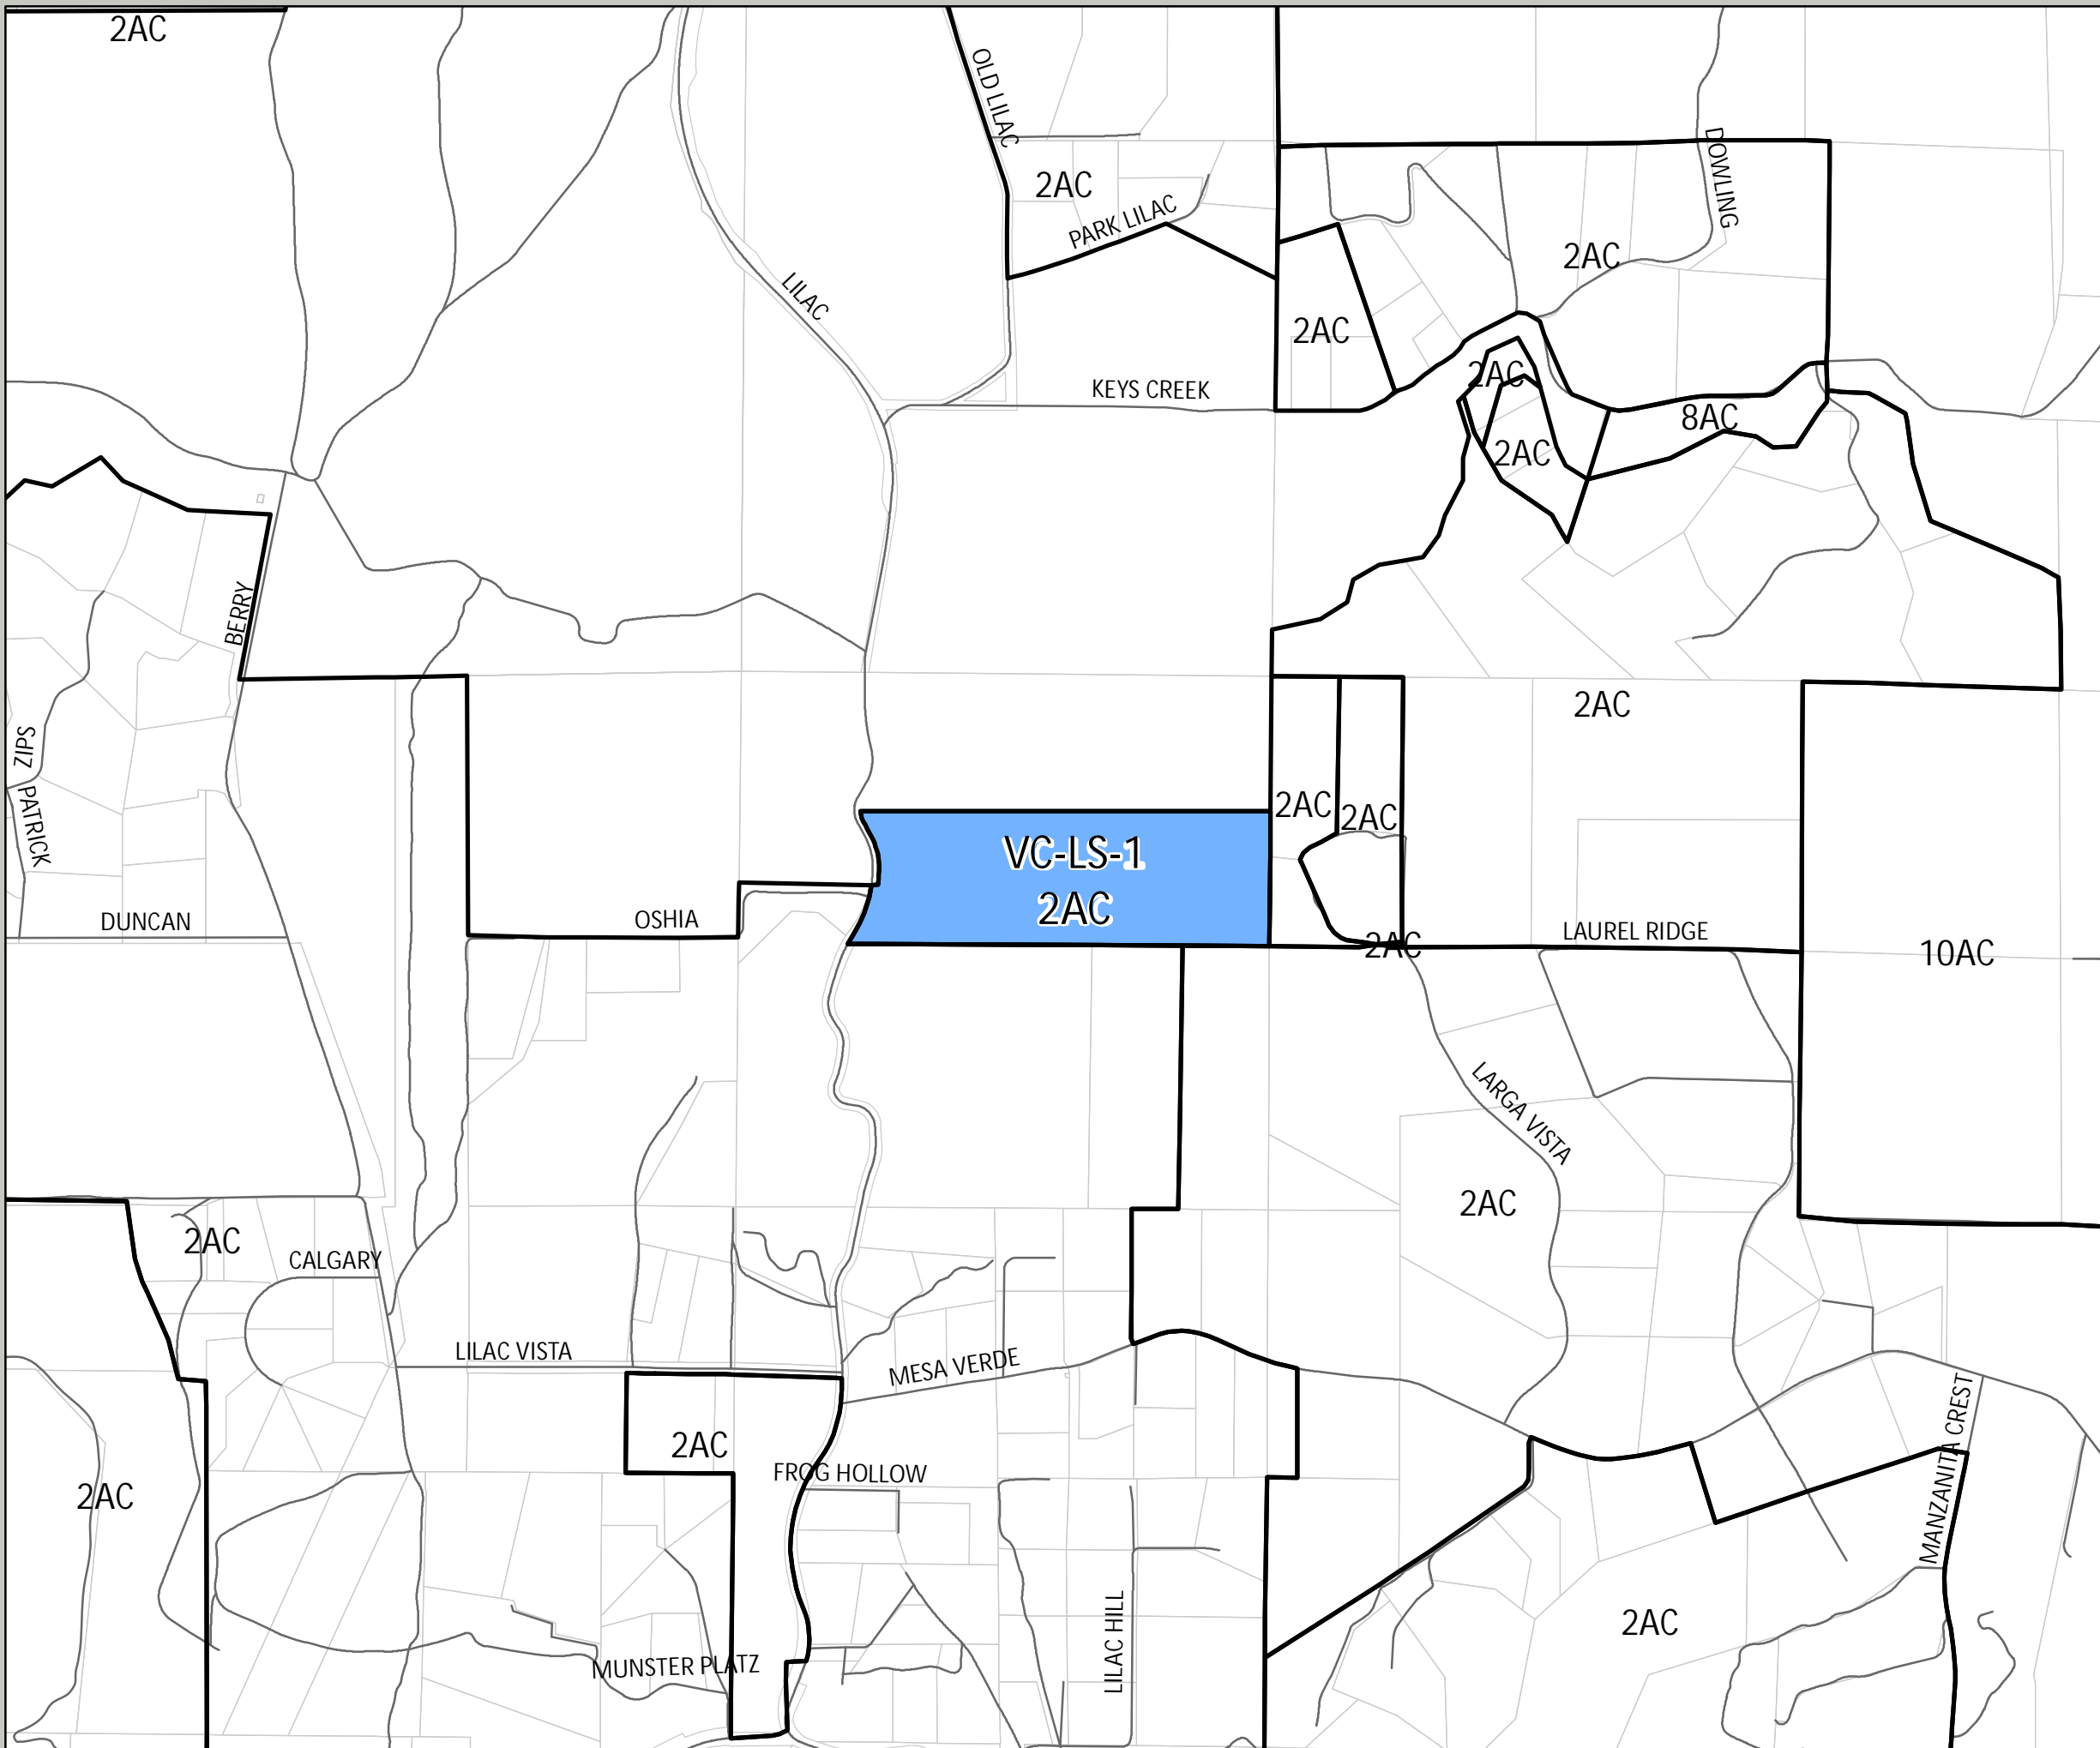 2AC
OLD LILAC
DOWLING
2AC
PARK LILAC
2AC
LILAC
2AC
KEYS CREEK
2AC
8AC
2AC
BERRY
2AC
ZIPS
PATRICK
2AC
2AC
VC-LS-1
2AC
DUNCAN
OSHIA
LAUREL RIDGE
2AC
10AC
LARGA VISTA
2AC
2AC
CALGARY
LILAC VISTA
MESA VERDE
MANZANITA CREST
2AC
FROG HOLLOW
2AC
LILAC HILL
2AC
MUNSTER PLATZ